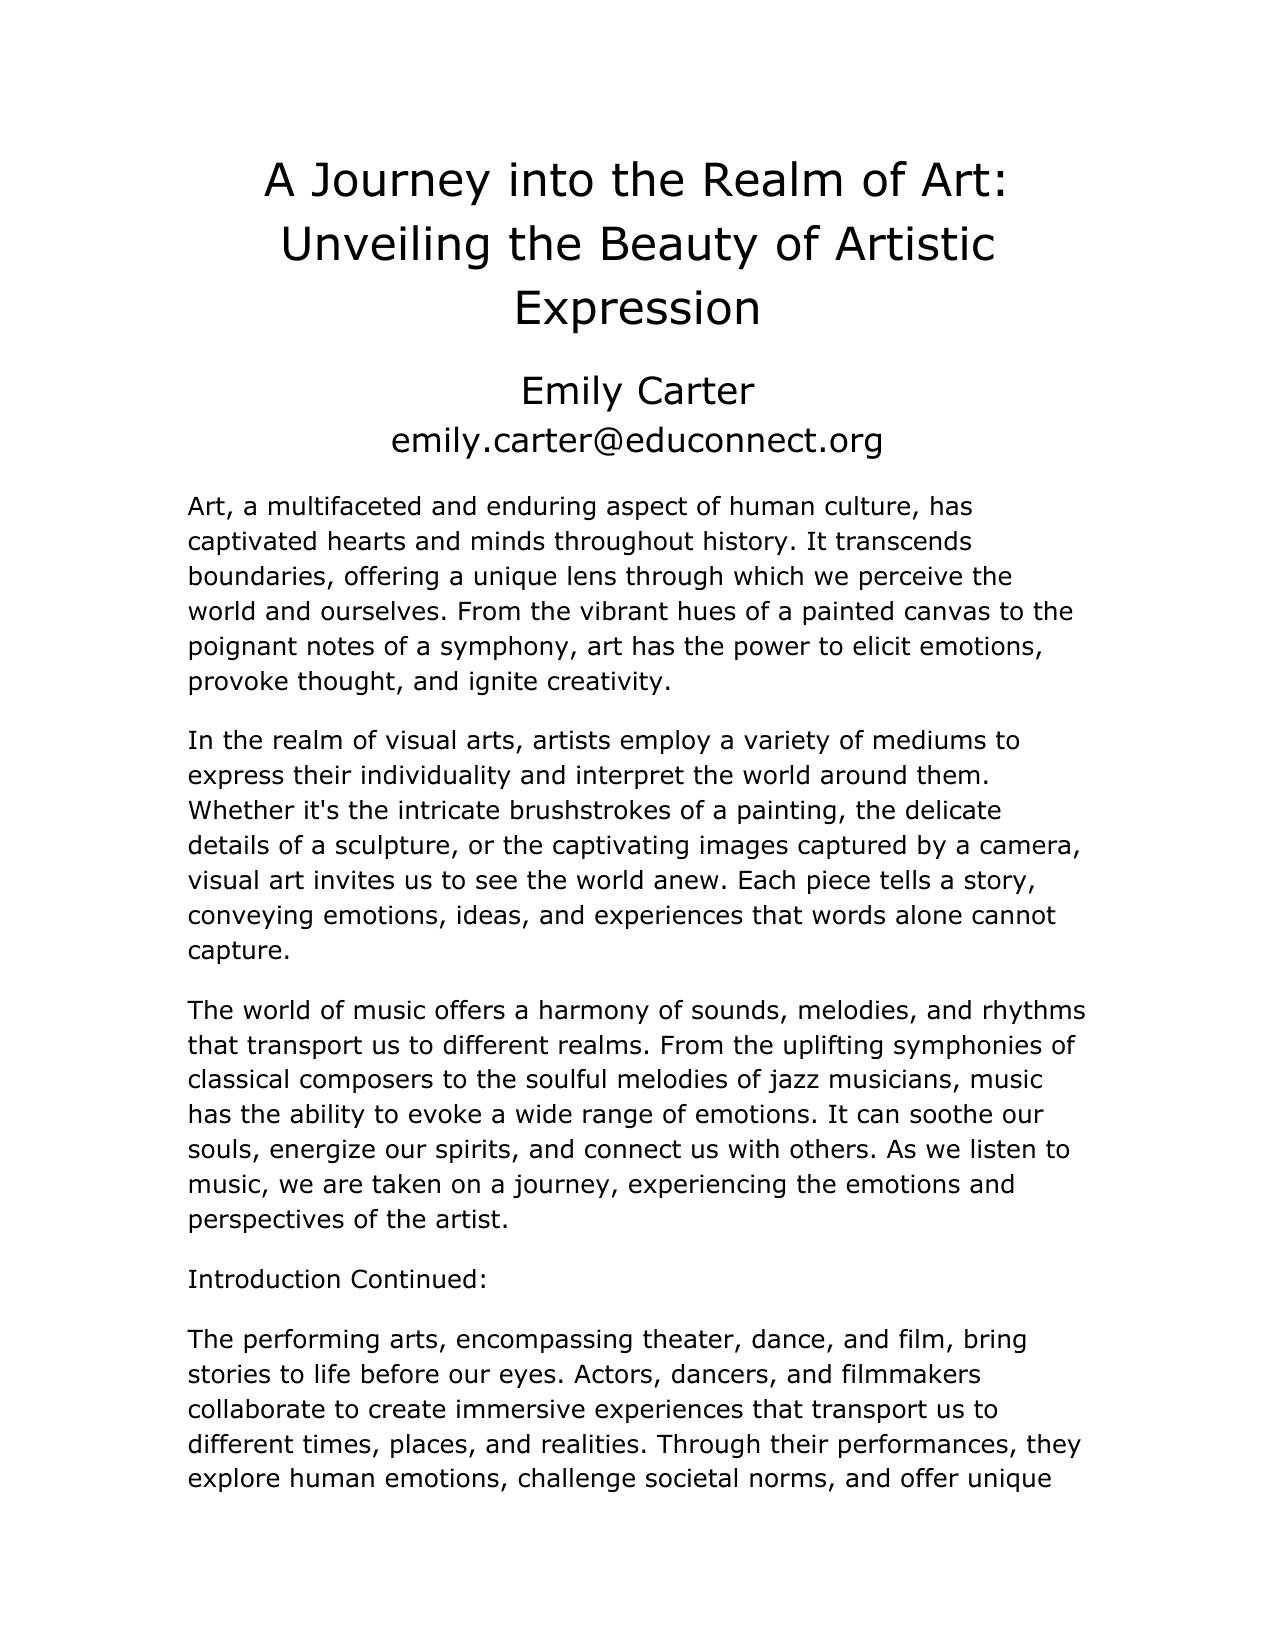 A Journey into the Realm of Art:
Unveiling the Beauty of Artistic
Expression
Emily Carter
emily.carter@educonnect.org
Art, a multifaceted and enduring aspect of human culture, has
captivated hearts and minds throughout history. It transcends
boundaries, offering a unique lens through which we perceive the
world and ourselves. From the vibrant hues of a painted canvas to the
poignant notes of a symphony, art has the power to elicit emotions,
provoke thought, and ignite creativity.
In the realm of visual arts, artists employ a variety of mediums to
express their individuality and interpret the world around them.
Whether it's the intricate brushstrokes of a painting, the delicate
details of a sculpture, or the captivating images captured by a camera,
visual art invites us to see the world anew. Each piece tells a story,
conveying emotions, ideas, and experiences that words alone cannot
capture.
The world of music offers a harmony of sounds, melodies, and rhythms
that transport us to different realms. From the uplifting symphonies of
classical composers to the soulful melodies of jazz musicians, music
has the ability to evoke a wide range of emotions. It can soothe our
souls, energize our spirits, and connect us with others. As we listen to
music, we are taken on a journey, experiencing the emotions and
perspectives of the artist.
Introduction Continued:
The performing arts, encompassing theater, dance, and film, bring
stories to life before our eyes. Actors, dancers, and filmmakers
collaborate to create immersive experiences that transport us to
different times, places, and realities. Through their performances, they
explore human emotions, challenge societal norms, and offer unique